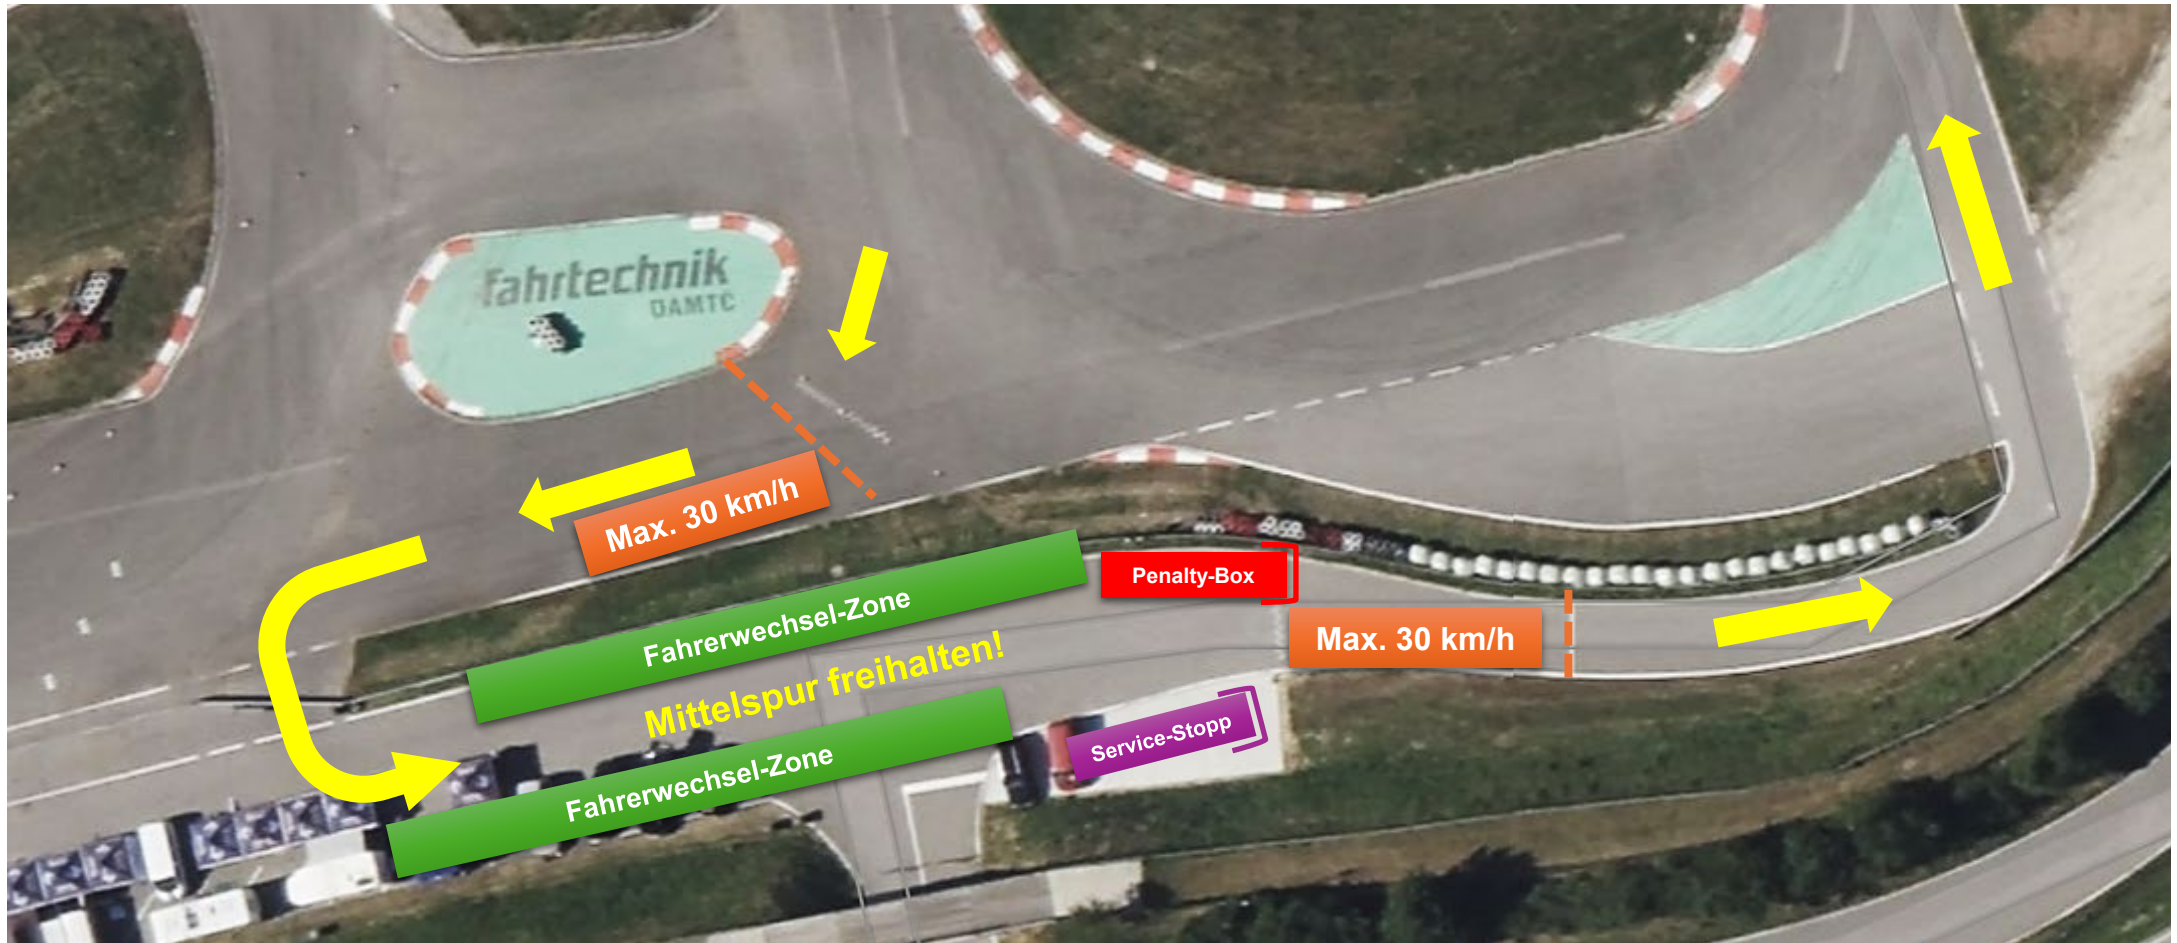 fahrtechnik
ÖAMTC
Max. 30 km/h
Fahrerwechsel-Zone
Penalty-Box
Max. 30 km/h
Mittelspur freihalten!
Service-Stopp
Fahrerwechsel-Zone